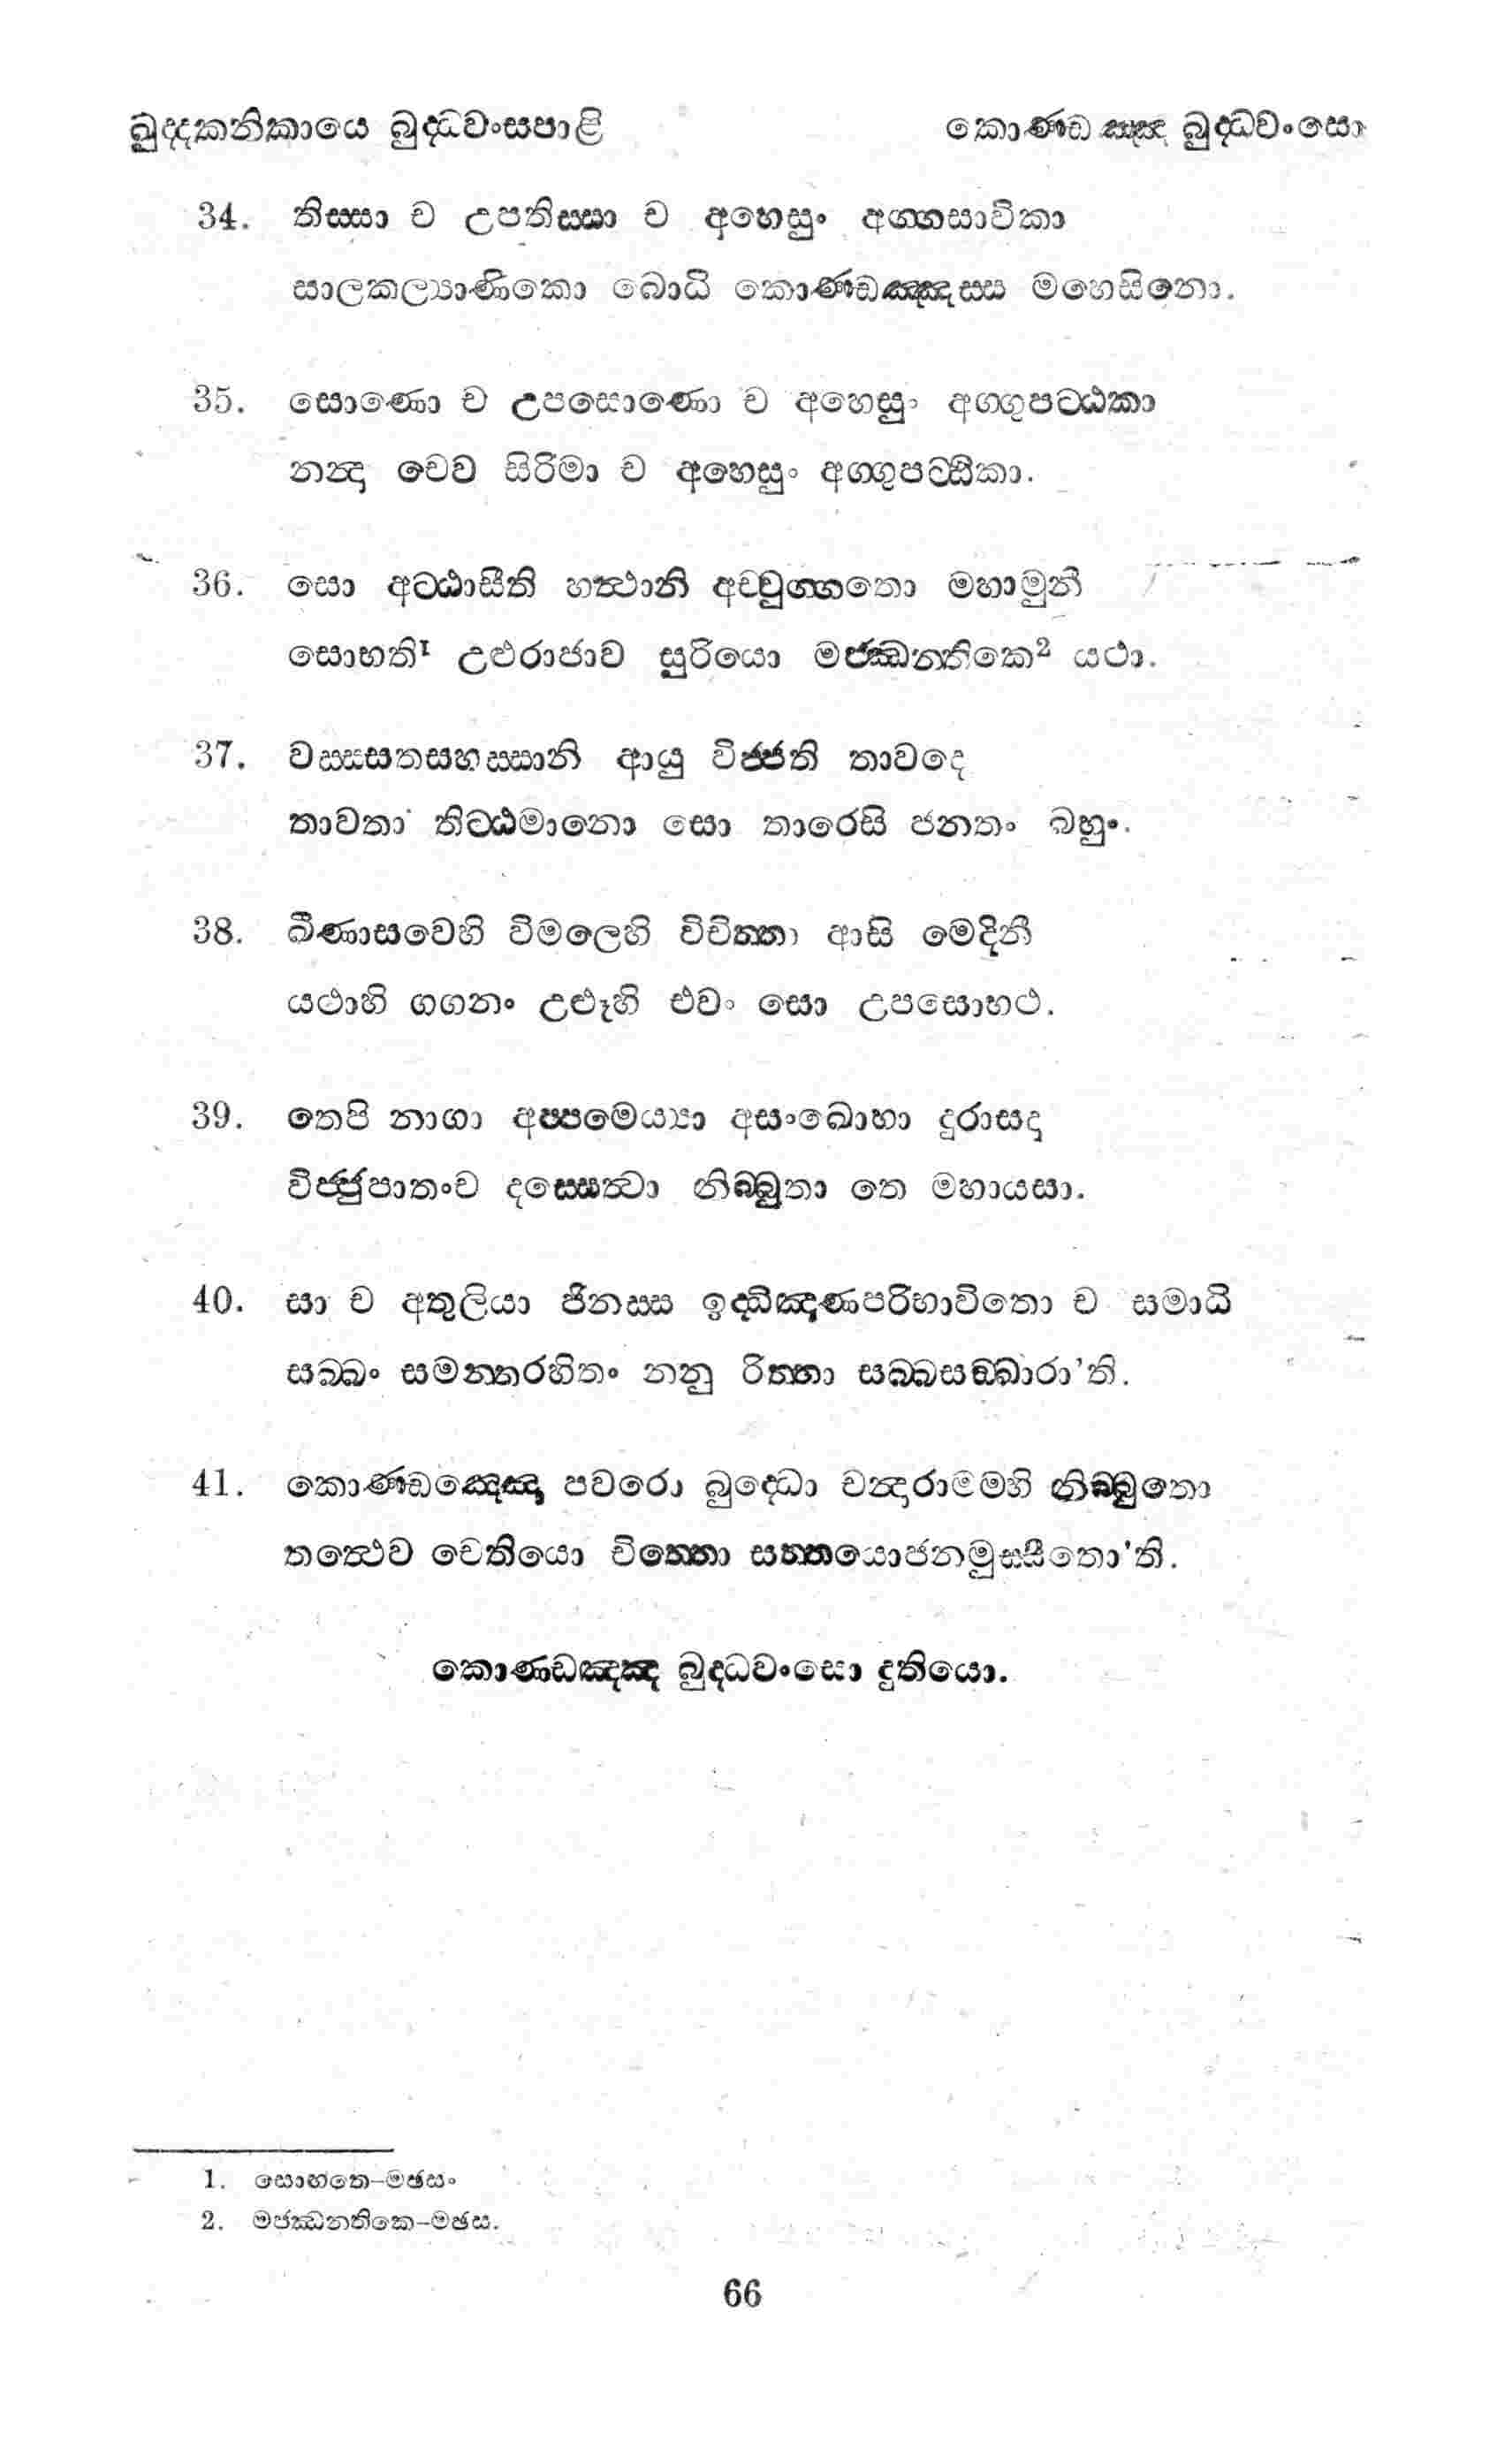 ඛුද්දකනිකායෙ බුද්ධවංසපාළි
කොණ්ඩඤ්ඤ බුද්ධවංසො
34. තිස්සා ච උපතිස්සා ච අහෙසුං අග්ගසාවිකා
සාලකල්‍යාණිකො බොධි කොණ්ඩඤ්ඤස්ස මහෙසිනො.
35. සොණො ච උපසොණො ච අහෙසුං අග්ගුපට්ඨකා
නන්දා චෙව සිරිමා ච අහෙසුං අග්ගුපට්ඨිකා.
36. සො අට්ඨාසීති හත්ථානි අච්චුග්ගතො මහාමුනී
සොභති1 උළුරාජාව සූරියො මජ්ඣන්තිකෙ2 යථා.
37. වස්සසතසහස්සානි ආයු විජ්ජති තාවදෙ
තාවතා තිට්ඨමානො සො තාරෙසි ජනතං බහුං.
38. ඛීණාසවෙහි විමලෙහි විචිත්තා ආසි මෙදිනී
යථාහි ගගනං උළූහි එවං සො උපසොභථ.
39. තෙපි නාගා අප්පමෙය්‍යා අසංඛොභා දුරාසදා
විජ්ජුපාතංච දස්සෙත්වා නිබ්බුතා තෙ මහායසා.
40. සා ච අතුලියා ජිනස්ස ඉද්ධිඤාණපරිභාවිතො ච සමාධි
සබ්බං සමන්තරහිතං නනු රිත්තා සබ්බසඞ්ඛාරා’ති.
41. කොණ්ඩඤ්ඤො පවරො බුද්ධො චන්දාරාමම්හි නිබ්බුතො
තත්ථෙව චෙතියො චිත්තො සත්තයොජනමුස්සීතො’ති.
කොණ්ඩඤ්ඤ බුද්ධවංසො දුතියො.
1. සොභතෙ-මඡසං
2. මජ්ඣන්තිකෙ-මඡස.
66